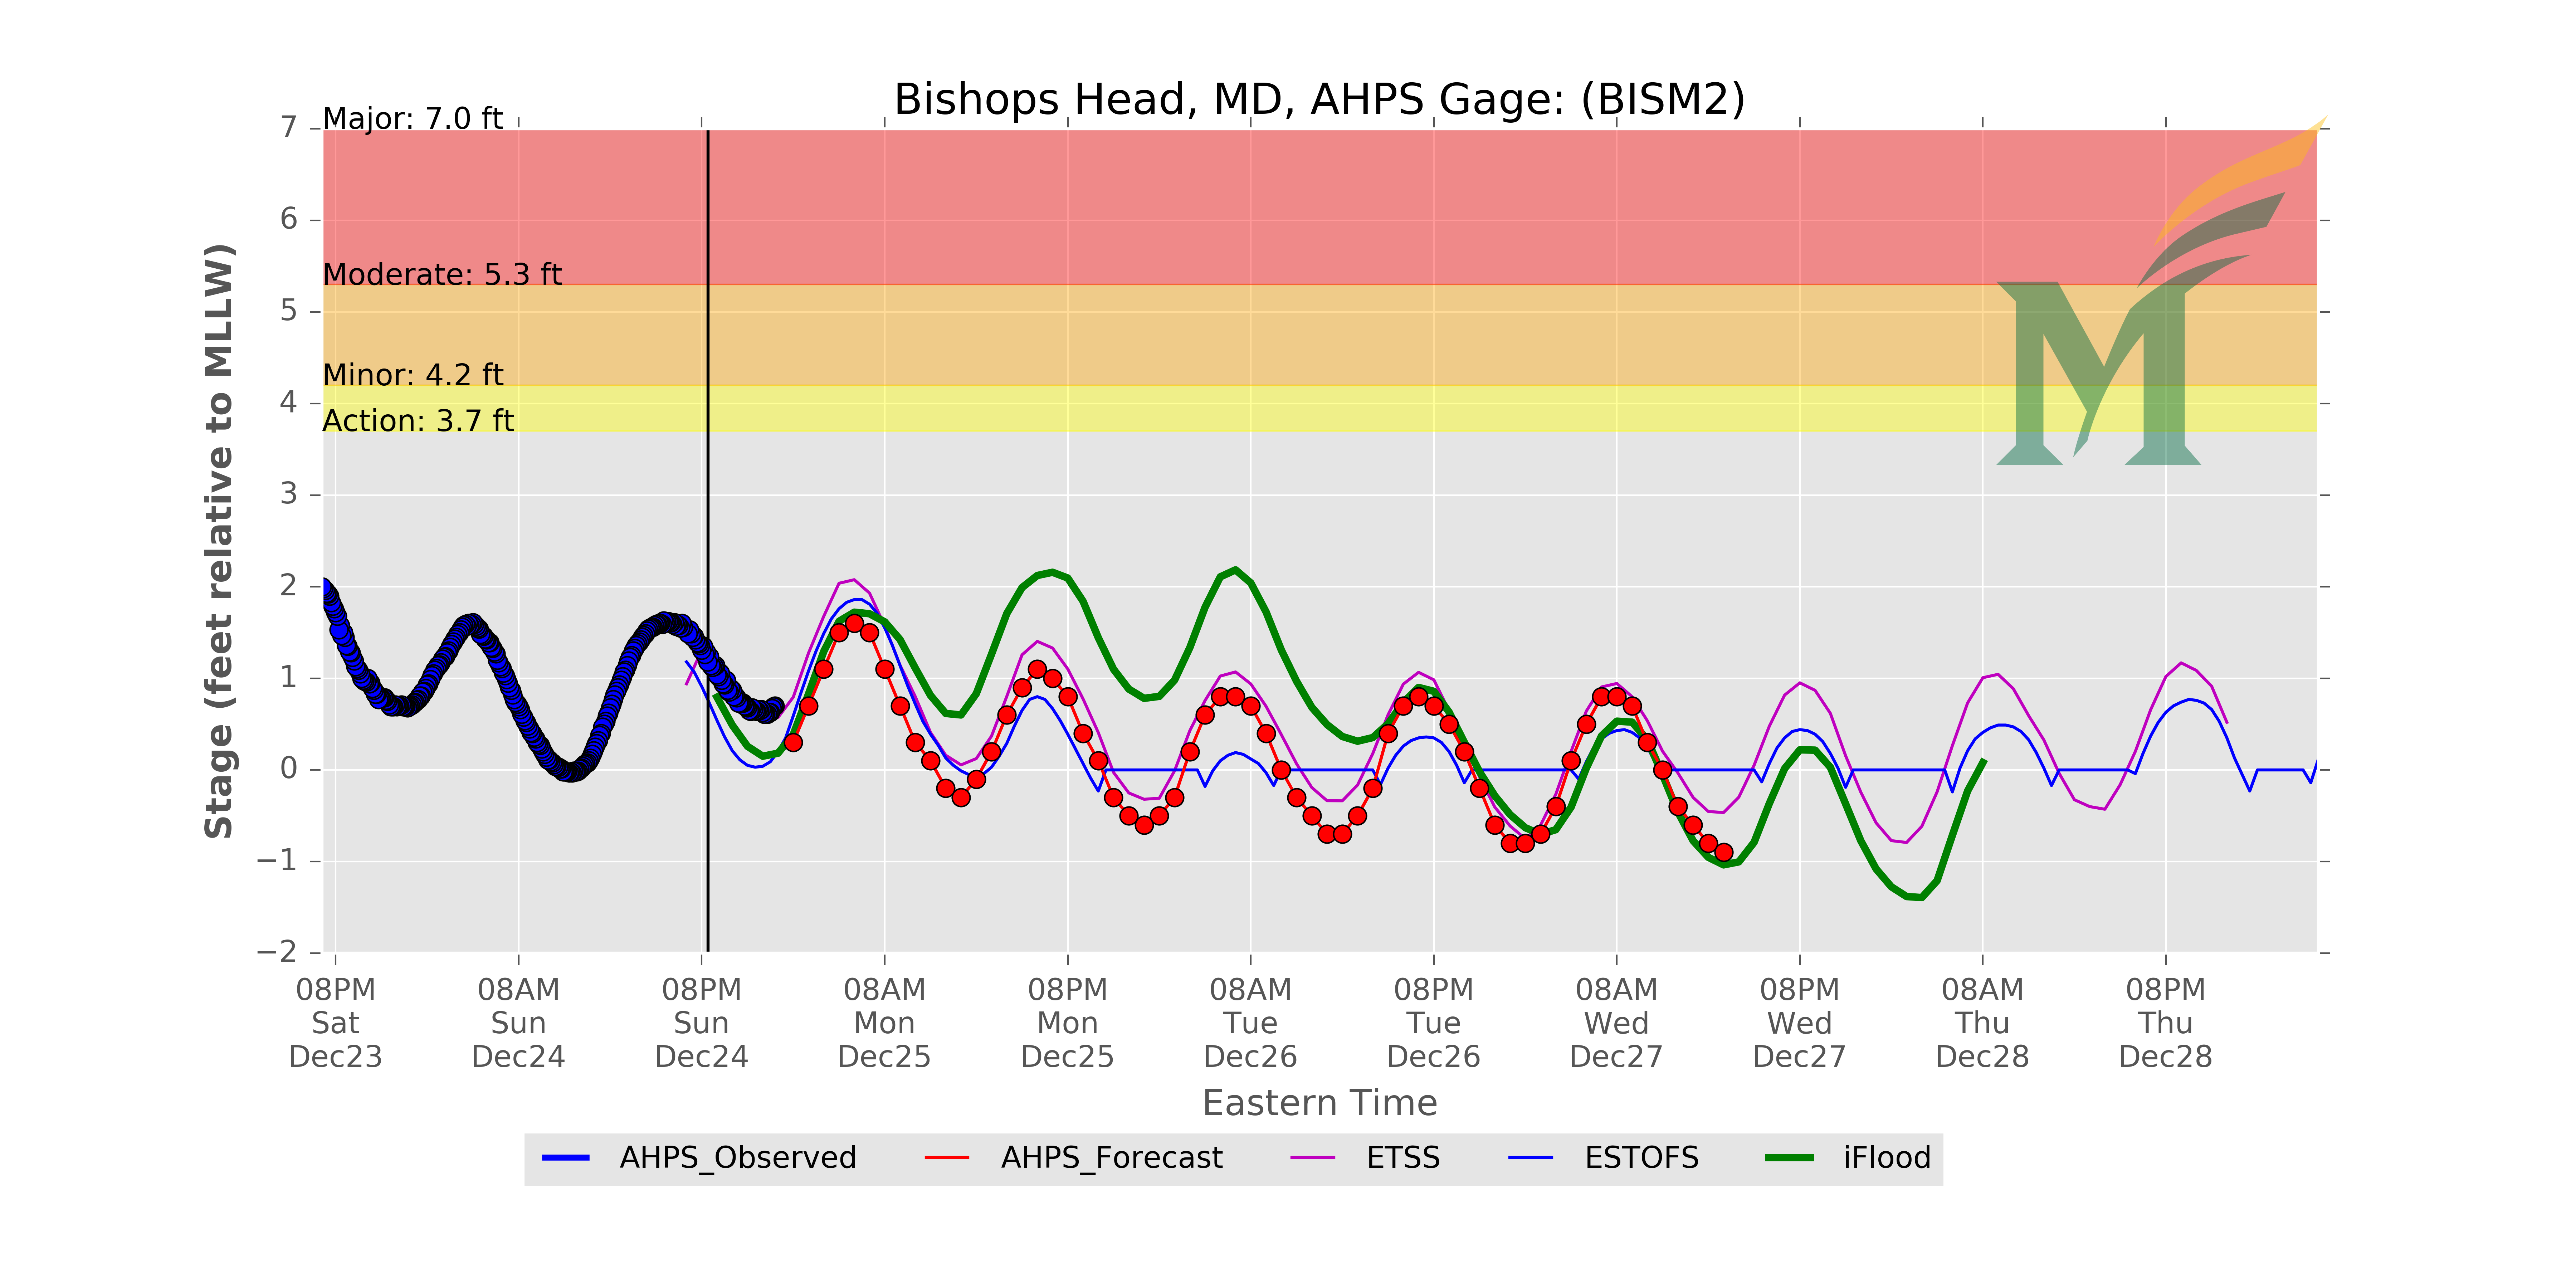 Bishops Head, MD, AHPS Gage: (BISM2)
Major: 7.0 ft
Moderate: 5.3 ft
Minor: 4.2 ft
Action: 3.7 ft
Stage (feet relative to MLLW)
7
6
5
4
3
2
1
0
−1
−2
08PM 08AM 08PM 08AM 08PM 08AM 08PM 08AM 08PM 08AM 08PM
Sat Sun Sun Mon Mon Tue Tue Wed Wed Thu Thu
Dec23 Dec24 Dec24 Dec25 Dec25 Dec26 Dec26 Dec27 Dec27 Dec28 Dec28
Eastern Time
AHPS_Observed AHPS_Forecast ETSS ESTOFS iFlood
M